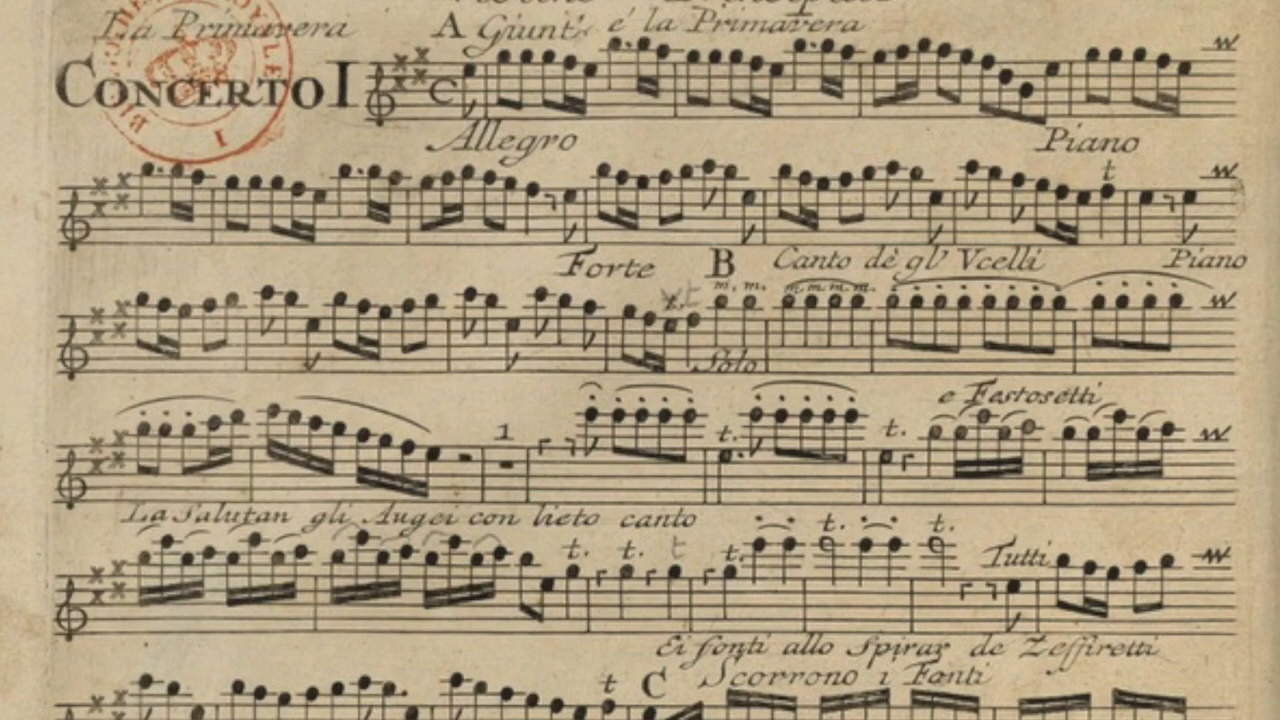 La Primavera A Giunt' è la Primavera
CONCERTO I
Allegro Piano
t
Forte B Canto dè gl' Vcelli Piano
m. m. m m m m.
Solo
e Festosetti
1 t. t.
La Salutan gli Augei con lieto canto
t. t. t t. t. t.
Tutti
Ei fonti allo Spirar de Zeffiretti
t C Scorrono i Fonti